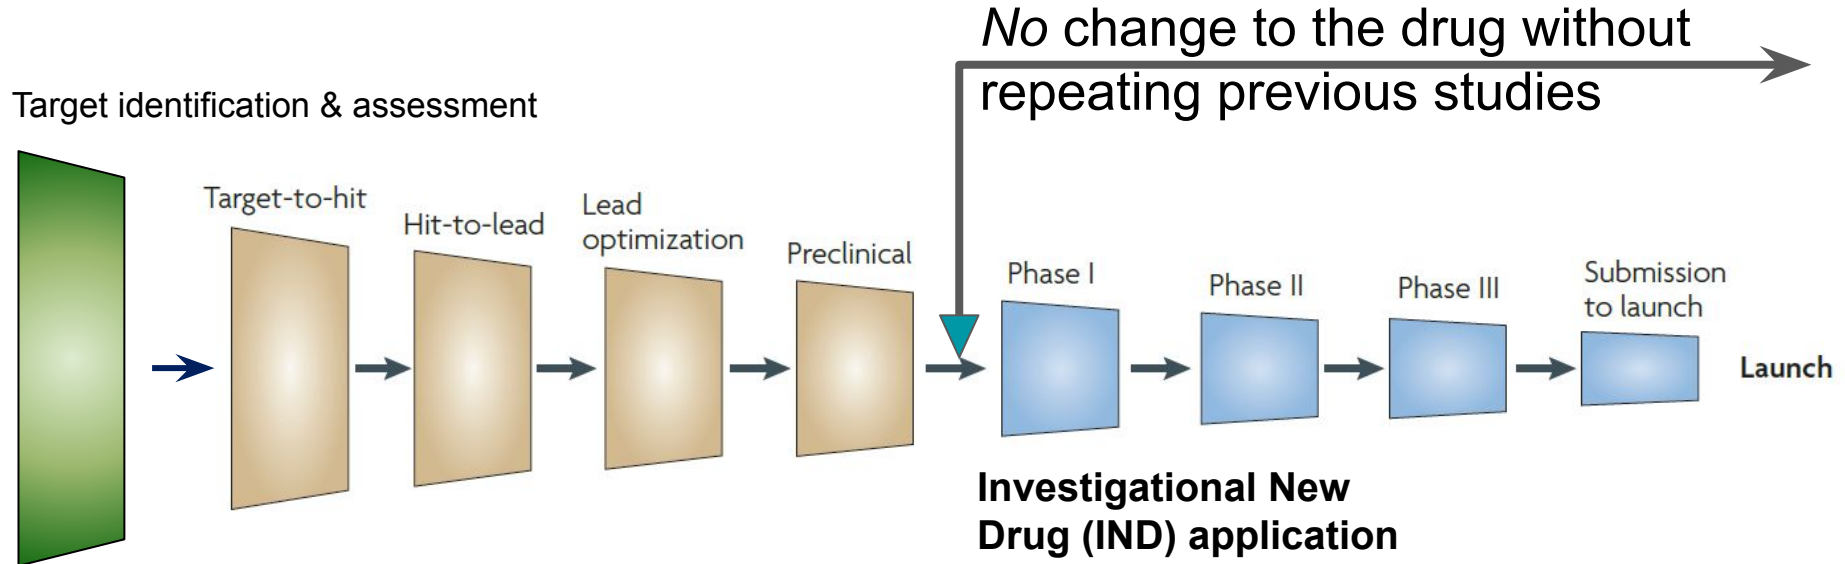 No change to the drug without
repeating previous studies
Target identification & assessment
Target-to-hit
Hit-to-lead
Lead
optimization
Preclinical
Phase I
Phase II
Phase III
Submission
to launch
Launch
Investigational New
Drug (IND) application